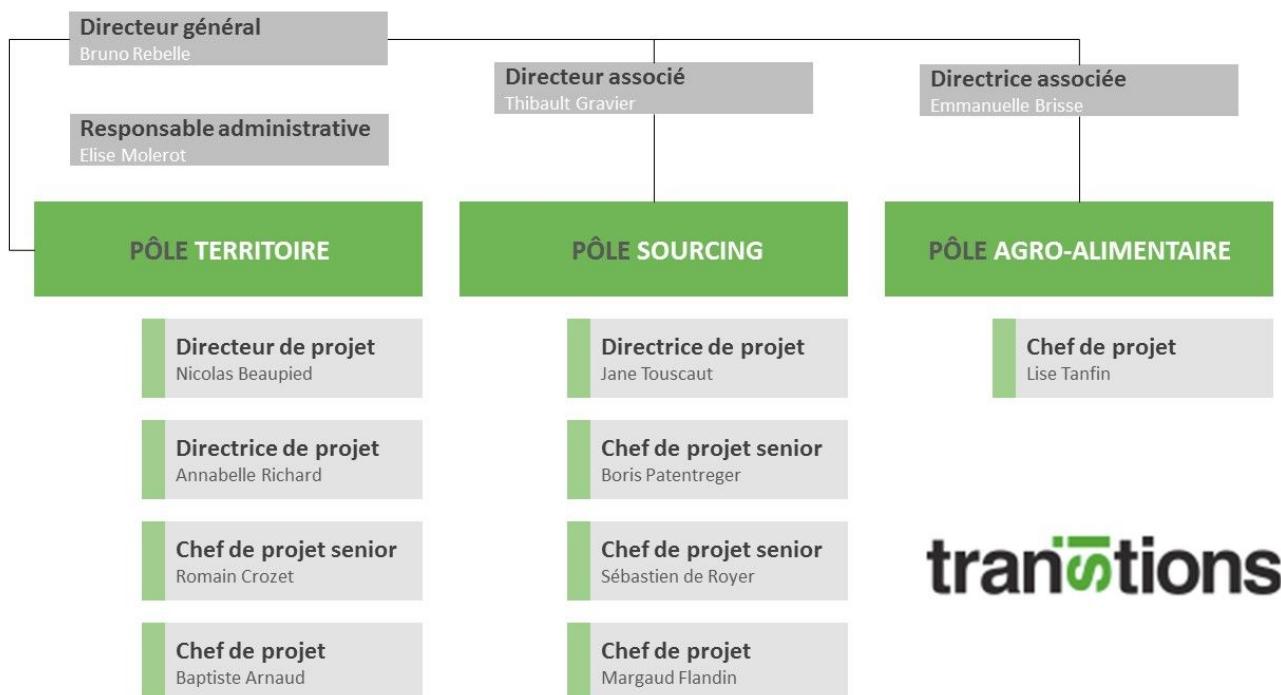 Directeur général
Bruno Rebelle
Responsable administrative
Elise Molerot
Directeur associé
Thibault Gravier
Directrice associée
Emmanuelle Brisse
PÔLE TERRITOIRE
Directeur de projet
Nicolas Beaupied
Directrice de projet
Annabelle Richard
Chef de projet senior
Romain Crozet
Chef de projet
Baptiste Arnaud
PÔLE SOURCING
Directrice de projet
Jane Touscaut
Chef de projet senior
Boris Patentreger
Chef de projet senior
Sébastien de Royer
Chef de projet
Margaud Flandin
PÔLE AGRO-ALIMENTAIRE
Chef de projet
Lise Tanfin
transitions